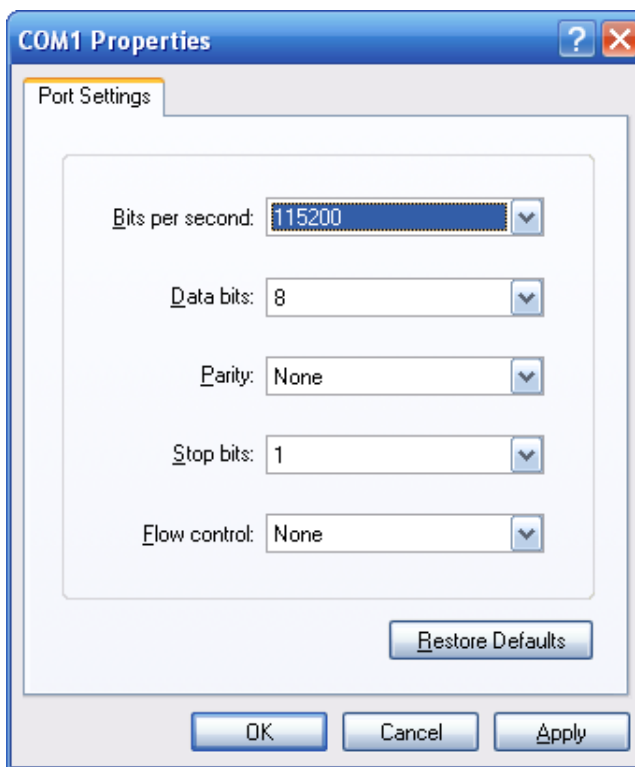 COM1 Properties
Port Settings
Bits per second: 115200
Data bits: 8
Parity: None
Stop bits: 1
Flow control: None
Restore Defaults
OK Cancel Apply